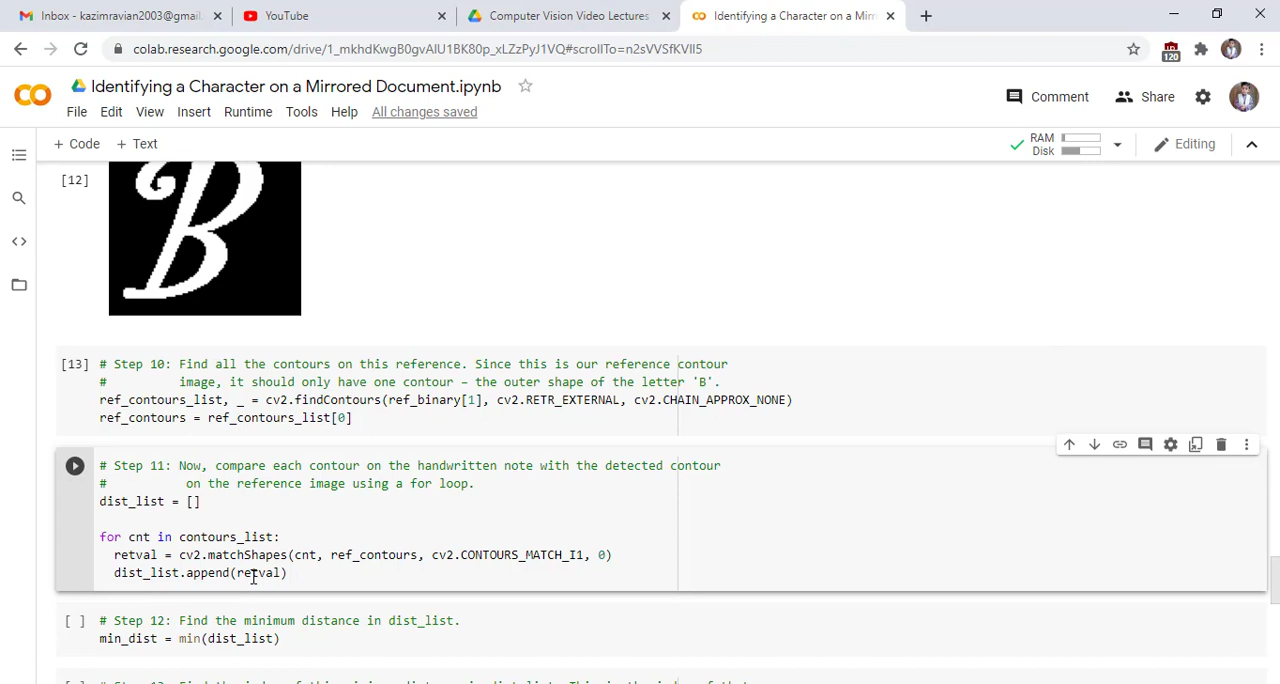 Inbox - kazimravian2003@gmail.
YouTube
Computer Vision Video Lectures
Identifying a Character on a Mirr
colab.research.google.com/drive/1_mkhdKwgB0gvAIU1BK80p_xLZzPyJ1VQ#scrollTo=n2sVVSfKVlI5
120
CO
Identifying a Character on a Mirrored Document.ipynb
Comment
Share
File Edit View Insert Runtime Tools Help All changes saved
+ Code + Text
RAM
Disk
Editing
[12]
B
[13] # Step 10: Find all the contours on this reference. Since this is our reference contour
# image, it should only have one contour – the outer shape of the letter 'B'.
ref_contours_list, _ = cv2.findContours(ref_binary[1], cv2.RETR_EXTERNAL, cv2.CHAIN_APPROX_NONE)
ref_contours = ref_contours_list[0]
# Step 11: Now, compare each contour on the handwritten note with the detected contour
# on the reference image using a for loop.
dist_list = []
for cnt in contours_list:
retval = cv2.matchShapes(cnt, ref_contours, cv2.CONTOURS_MATCH_I1, 0)
dist_list.append(retval)
[ ] # Step 12: Find the minimum distance in dist_list.
min_dist = min(dist_list)